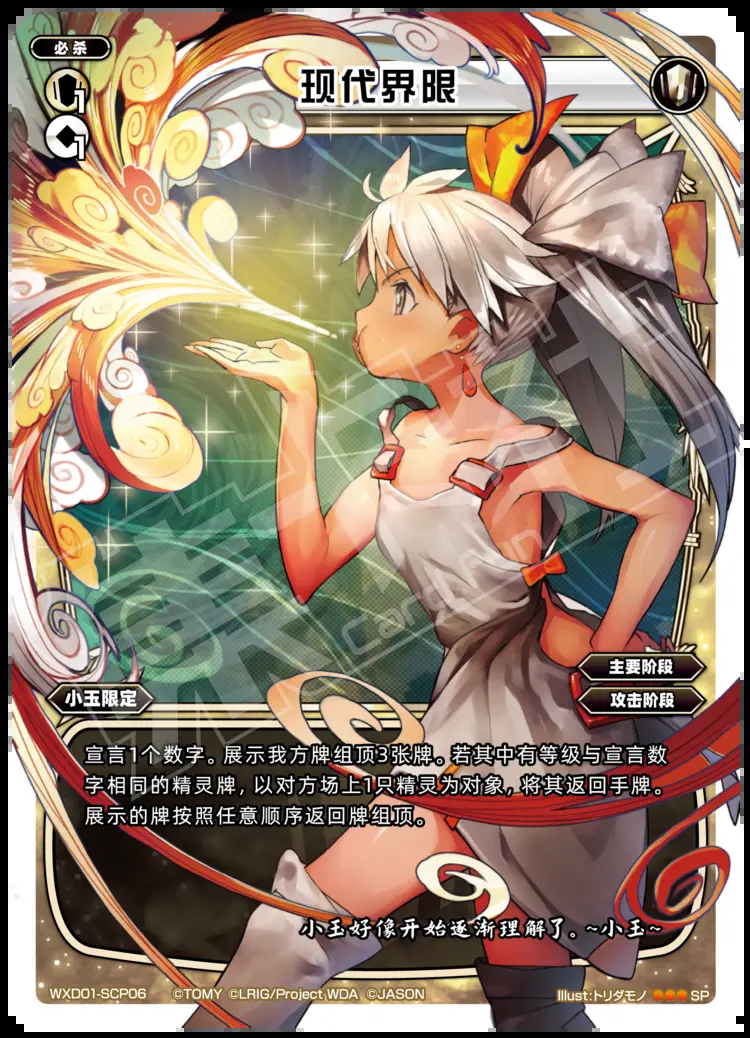 必杀
1
1
现代界限
主要阶段
攻击阶段
小玉限定
宣言1个数字。展示我方牌组顶3张牌。若其中有等级与宣言数
字相同的精灵牌，以对方场上1只精灵为对象，将其返回手牌。
展示的牌按照任意顺序返回牌组顶。
小玉好像开始逐渐理解了。~小玉~
WXD01-SCP06 ©TOMY ©LRIG/Project WDA ©JASON
Illust:トリダモノ SP